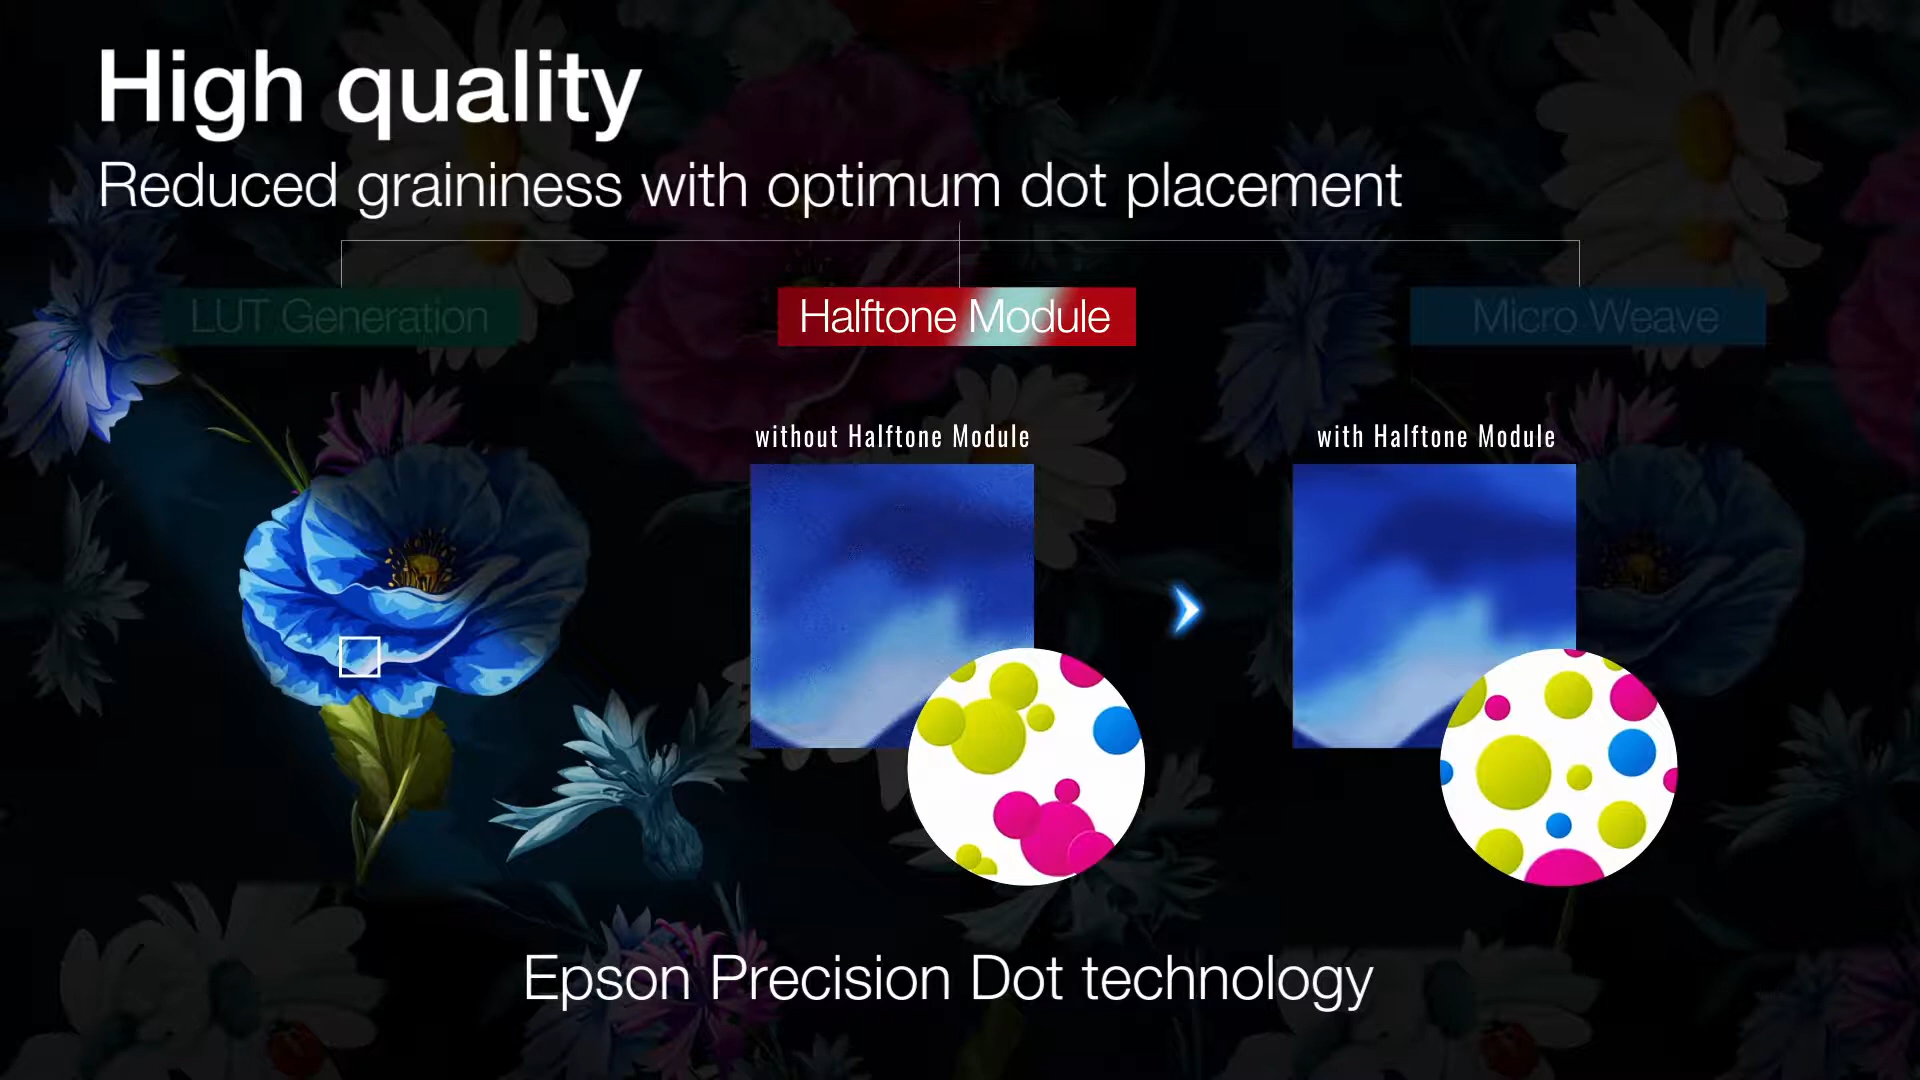 High quality
Reduced graininess with optimum dot placement
LUT Generation
Halftone Module
Micro Weave
without Halftone Module
with Halftone Module
Epson Precision Dot technology